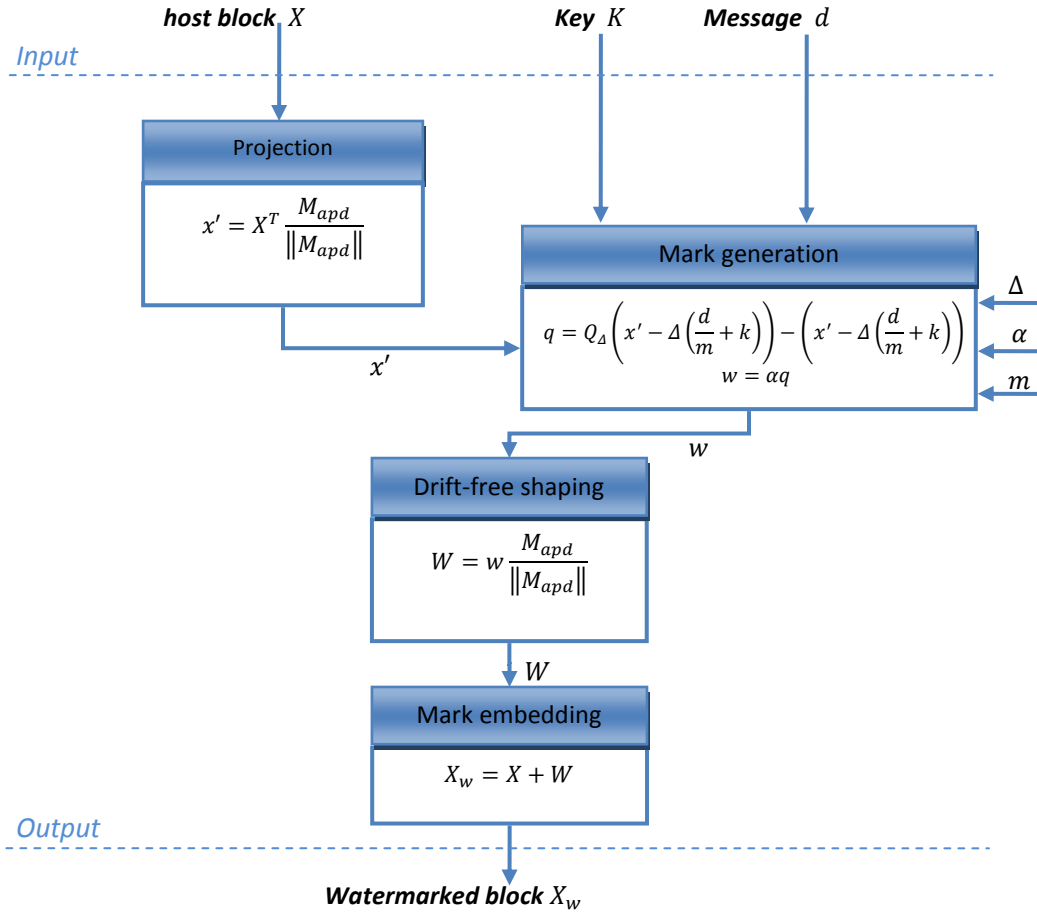 host block X
Key K
Message d
Input
Projection
x′ = X^T M_apd / ‖M_apd‖
Mark generation
q = Q_Δ(x′ − Δ(d/m + k)) − (x′ − Δ(d/m + k))
w = αq
Δ
α
m
x′
w
Drift-free shaping
W = w M_apd / ‖M_apd‖
W
Mark embedding
X_w = X + W
Output
Watermarked block X_w